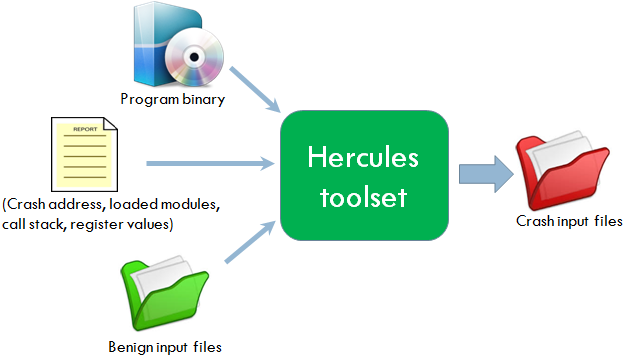 Program binary
REPORT
(Crash address, loaded modules,
call stack, register values)
Benign input files
Hercules
toolset
Crash input files